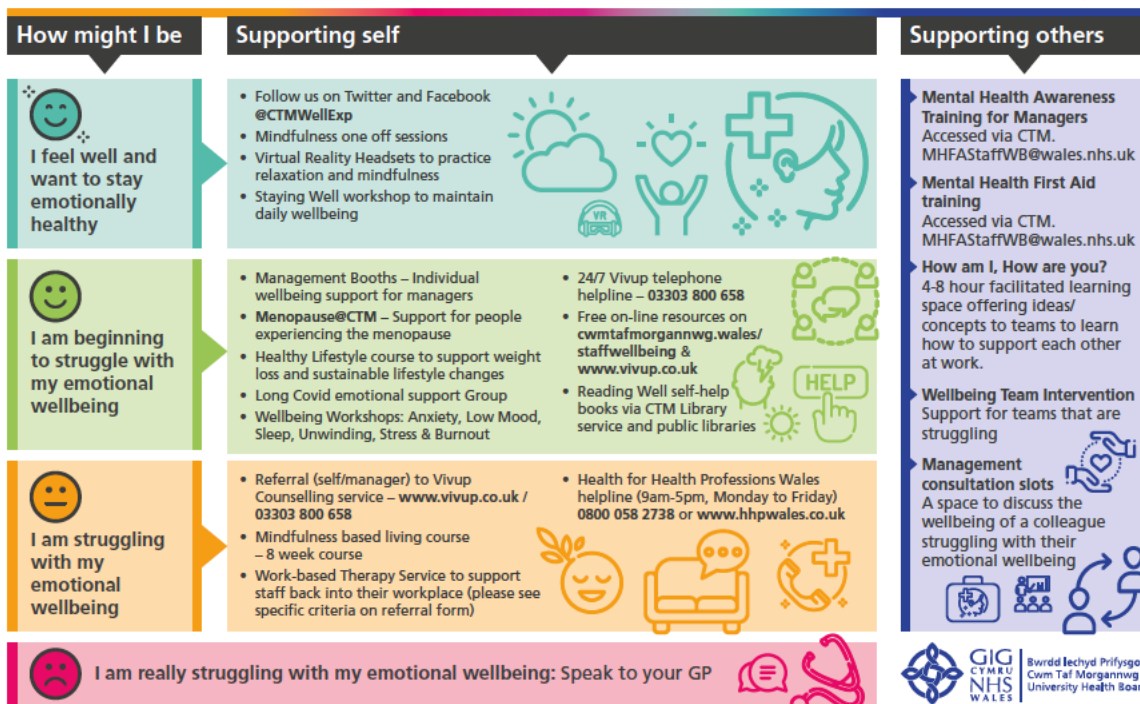 How might I be
Supporting self
Supporting others
I feel well and
want to stay
emotionally
healthy
• Follow us on Twitter and Facebook
@CTMWellExp
• Mindfulness one off sessions
• Virtual Reality Headsets to practice
relaxation and mindfulness
• Staying Well workshop to maintain
daily wellbeing
VR
I am beginning
to struggle with
my emotional
wellbeing
• Management Booths – Individual
wellbeing support for managers
• Menopause@CTM – Support for people
experiencing the menopause
• Healthy Lifestyle course to support weight
loss and sustainable lifestyle changes
• Long Covid emotional support Group
• Wellbeing Workshops: Anxiety, Low Mood,
Sleep, Unwinding, Stress & Burnout
• 24/7 Vivup telephone
helpline – 03303 800 658
• Free on-line resources on
cwmtafmorgannwg.wales/
staffwellbeing &
www.vivup.co.uk
• Reading Well self-help
books via CTM Library
service and public libraries
HELP
I am struggling
with my
emotional
wellbeing
• Referral (self/manager) to Vivup
Counselling service – www.vivup.co.uk /
03303 800 658
• Mindfulness based living course
– 8 week course
• Work-based Therapy Service to support
staff back into their workplace (please see
specific criteria on referral form)
• Health for Health Professions Wales
helpline (9am-5pm, Monday to Friday)
0800 058 2738 or www.hhpwales.co.uk
I am really struggling with my emotional wellbeing: Speak to your GP
Mental Health Awareness
Training for Managers
Accessed via CTM.
MHFAStaffWB@wales.nhs.uk
Mental Health First Aid
training
Accessed via CTM.
MHFAStaffWB@wales.nhs.uk
How am I, How are you?
4-8 hour facilitated learning
space offering ideas/
concepts to teams to learn
how to support each other
at work.
Wellbeing Team Intervention
Support for teams that are
struggling
Management
consultation slots
A space to discuss the
wellbeing of a colleague
struggling with their
emotional wellbeing
GIG
CYMRU
NHS
WALES
Bwrdd Iechyd Prifysgo
Cwm Taf Morgannwg
University Health Boar